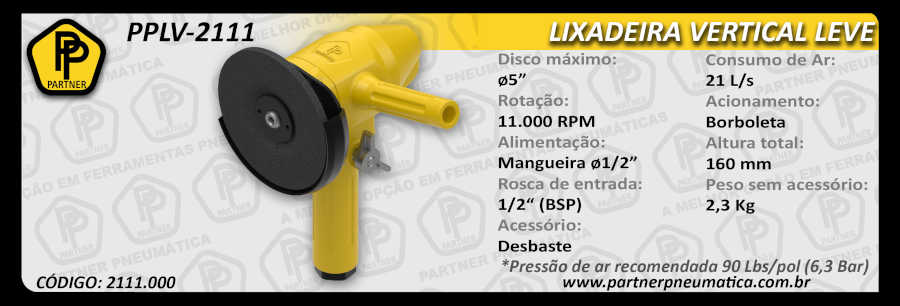 PPLV-2111
LIXADEIRA VERTICAL LEVE
PP
PARTNER
Disco máximo:
ø5”
Rotação:
11.000 RPM
Alimentação:
Mangueira ø1/2”
Rosca de entrada:
1/2“ (BSP)
Acessório:
Desbaste
Consumo de Ar:
21 L/s
Acionamento:
Borboleta
Altura total:
160 mm
Peso sem acessório:
2,3 Kg
*Pressão de ar recomendada 90 Lbs/pol (6,3 Bar)
CÓDIGO: 2111.000
www.partnerpneumatica.com.br